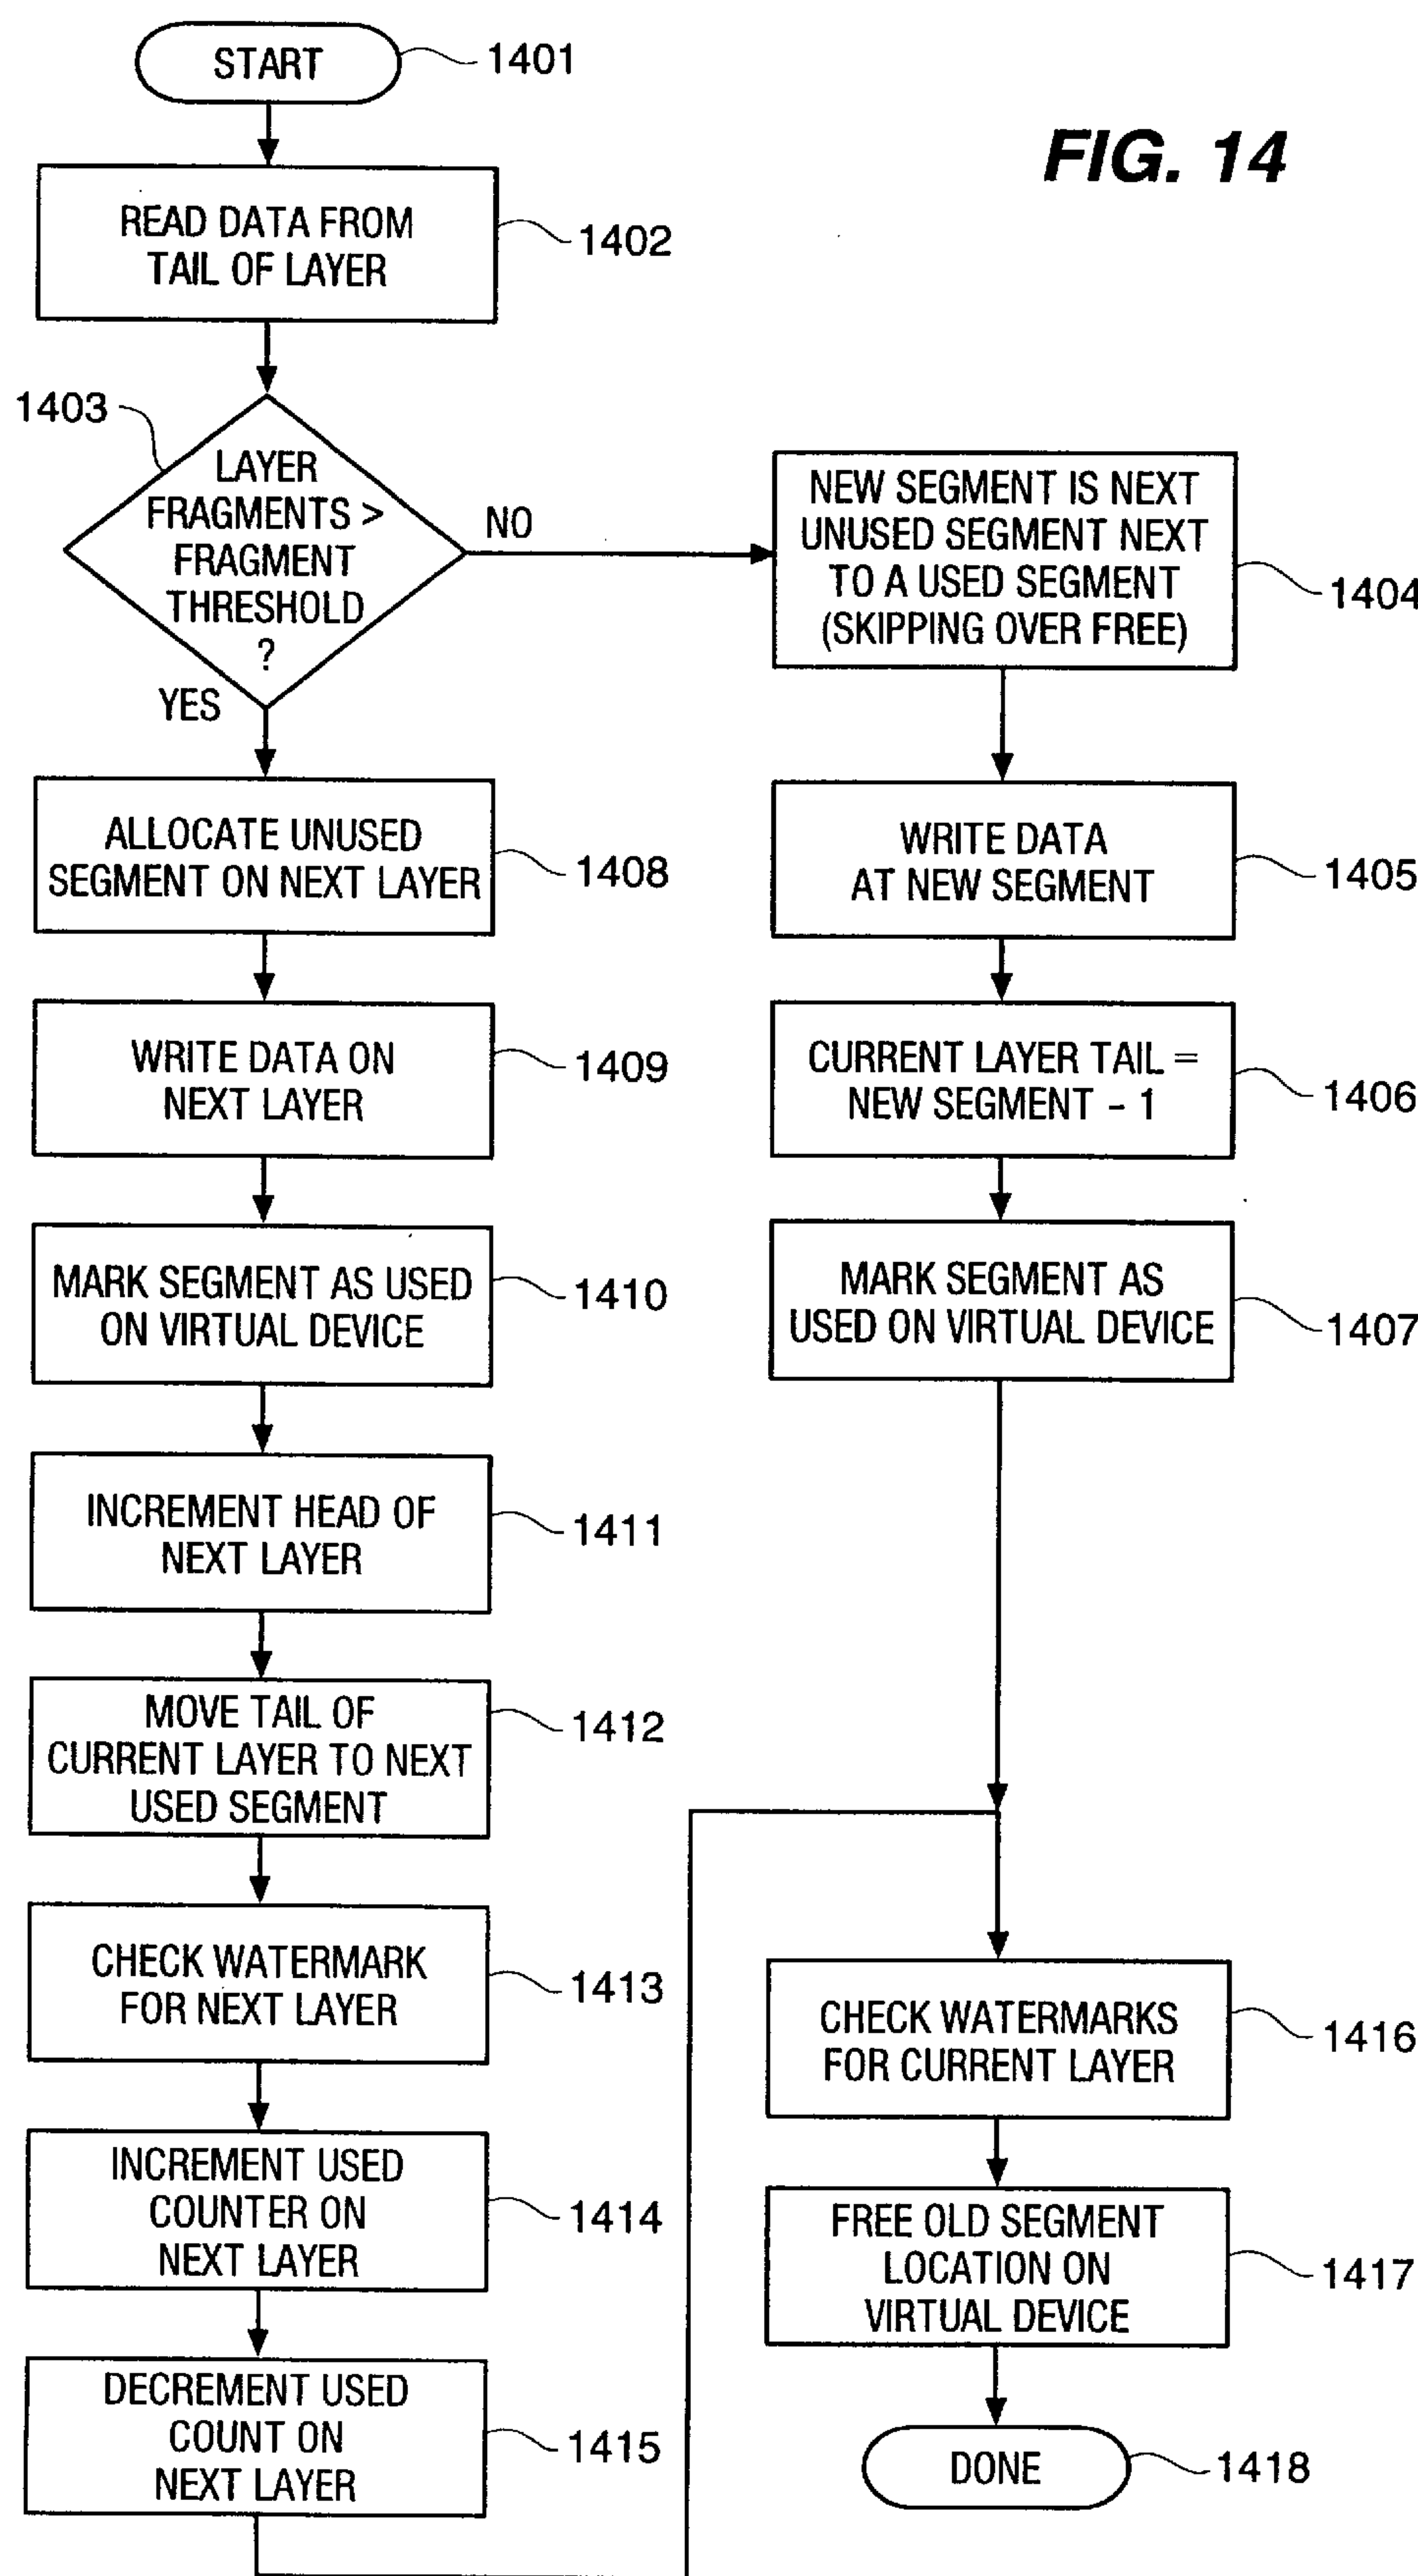 START
1401
FIG. 14
READ DATA FROM
TAIL OF LAYER
1402
1403
LAYER
FRAGMENTS >
FRAGMENT
THRESHOLD
?
NO
YES
NEW SEGMENT IS NEXT
UNUSED SEGMENT NEXT
TO A USED SEGMENT
(SKIPPING OVER FREE)
1404
WRITE DATA
AT NEW SEGMENT
1405
CURRENT LAYER TAIL =
NEW SEGMENT - 1
1406
MARK SEGMENT AS
USED ON VIRTUAL DEVICE
1407
ALLOCATE UNUSED
SEGMENT ON NEXT LAYER
1408
WRITE DATA ON
NEXT LAYER
1409
MARK SEGMENT AS USED
ON VIRTUAL DEVICE
1410
INCREMENT HEAD OF
NEXT LAYER
1411
MOVE TAIL OF
CURRENT LAYER TO NEXT
USED SEGMENT
1412
CHECK WATERMARK
FOR NEXT LAYER
1413
INCREMENT USED
COUNTER ON
NEXT LAYER
1414
DECREMENT USED
COUNT ON
NEXT LAYER
1415
CHECK WATERMARKS
FOR CURRENT LAYER
1416
FREE OLD SEGMENT
LOCATION ON
VIRTUAL DEVICE
1417
DONE
1418